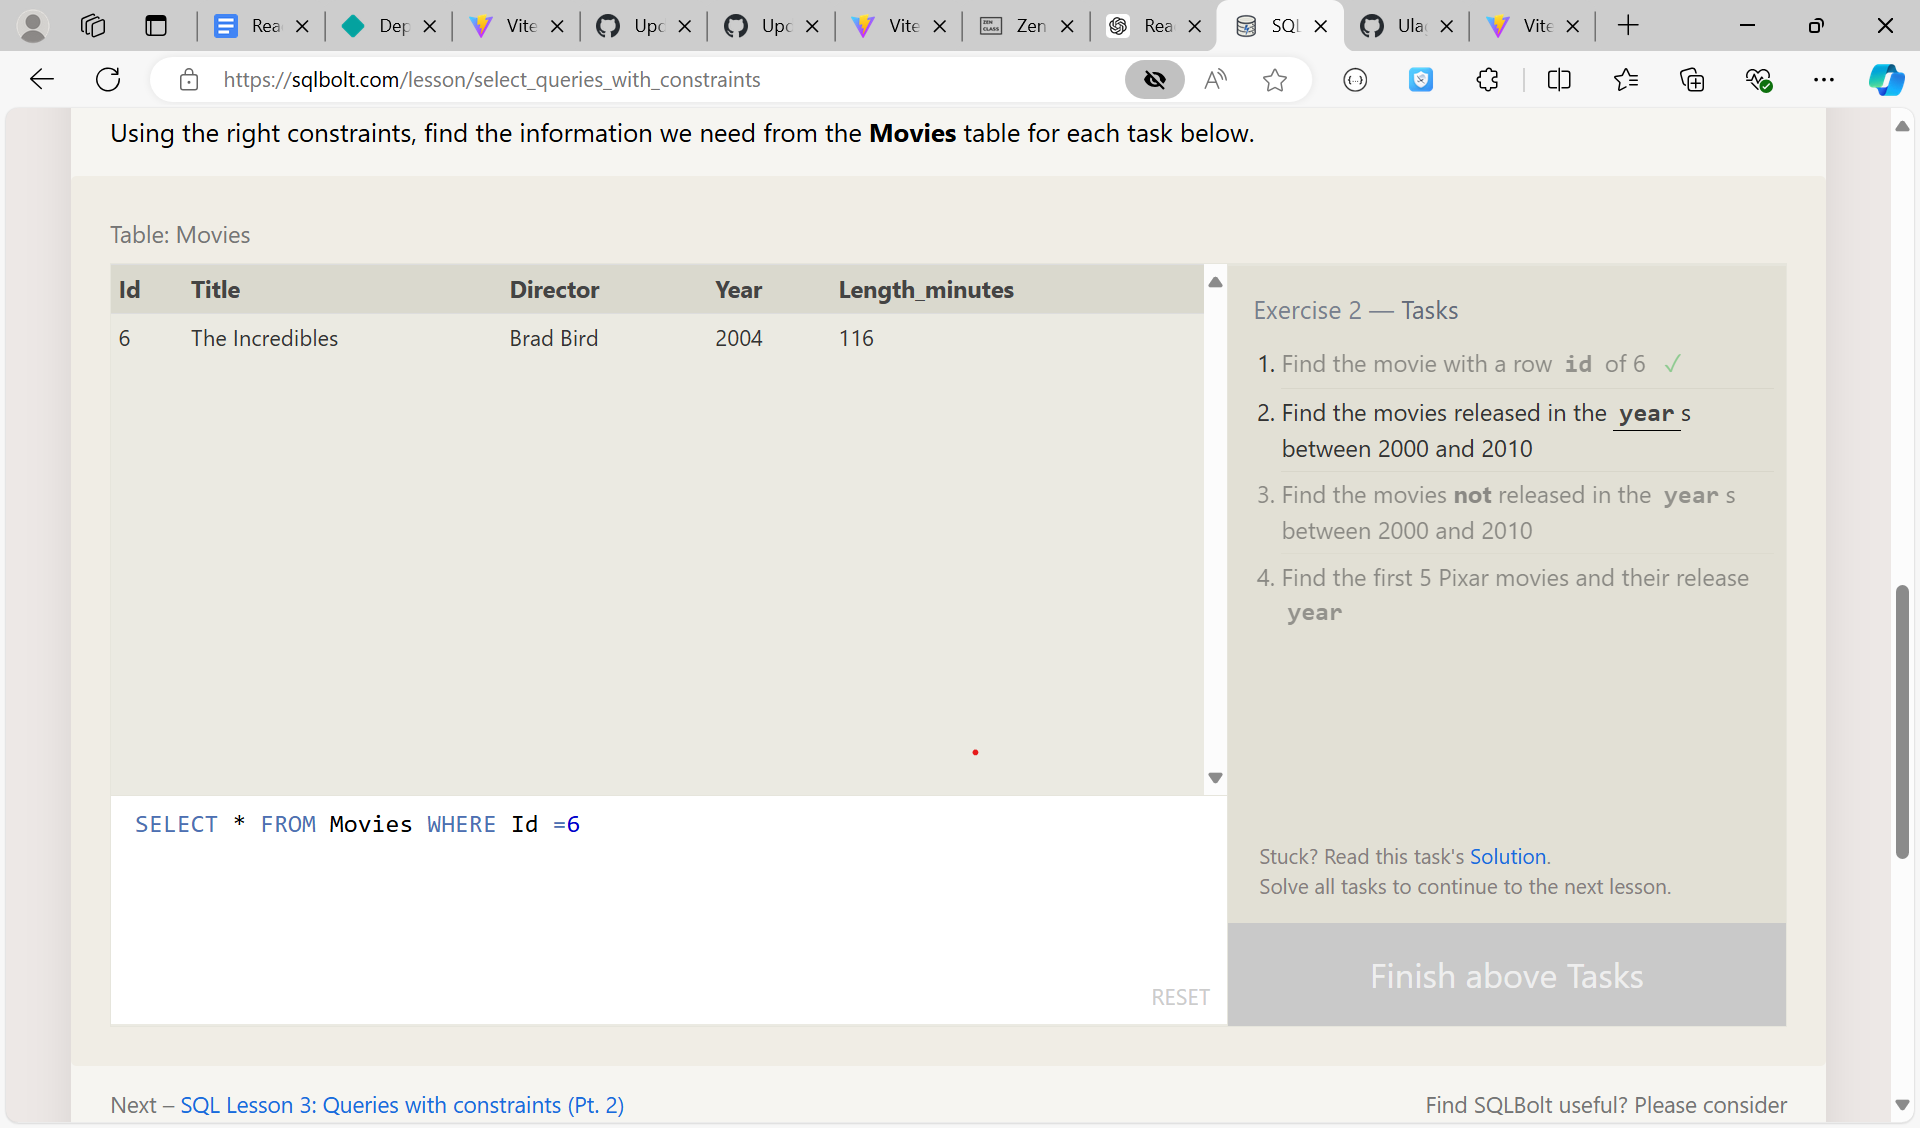 Rea
Dep
Vite
Upd
Upd
Vite
ZEN CLASS
Zen
Rea
SQL
Ula
Vite
https://sqlbolt.com/lesson/select_queries_with_constraints
Using the right constraints, find the information we need from the Movies table for each task below.
Table: Movies
Id Title Director Year Length_minutes
6 The Incredibles Brad Bird 2004 116
Exercise 2 — Tasks
1. Find the movie with a row id of 6 ✓
2. Find the movies released in the year s
between 2000 and 2010
3. Find the movies not released in the year s
between 2000 and 2010
4. Find the first 5 Pixar movies and their release
year
SELECT * FROM Movies WHERE Id =6
RESET
Stuck? Read this task's Solution.
Solve all tasks to continue to the next lesson.
Finish above Tasks
Next – SQL Lesson 3: Queries with constraints (Pt. 2)
Find SQLBolt useful? Please consider